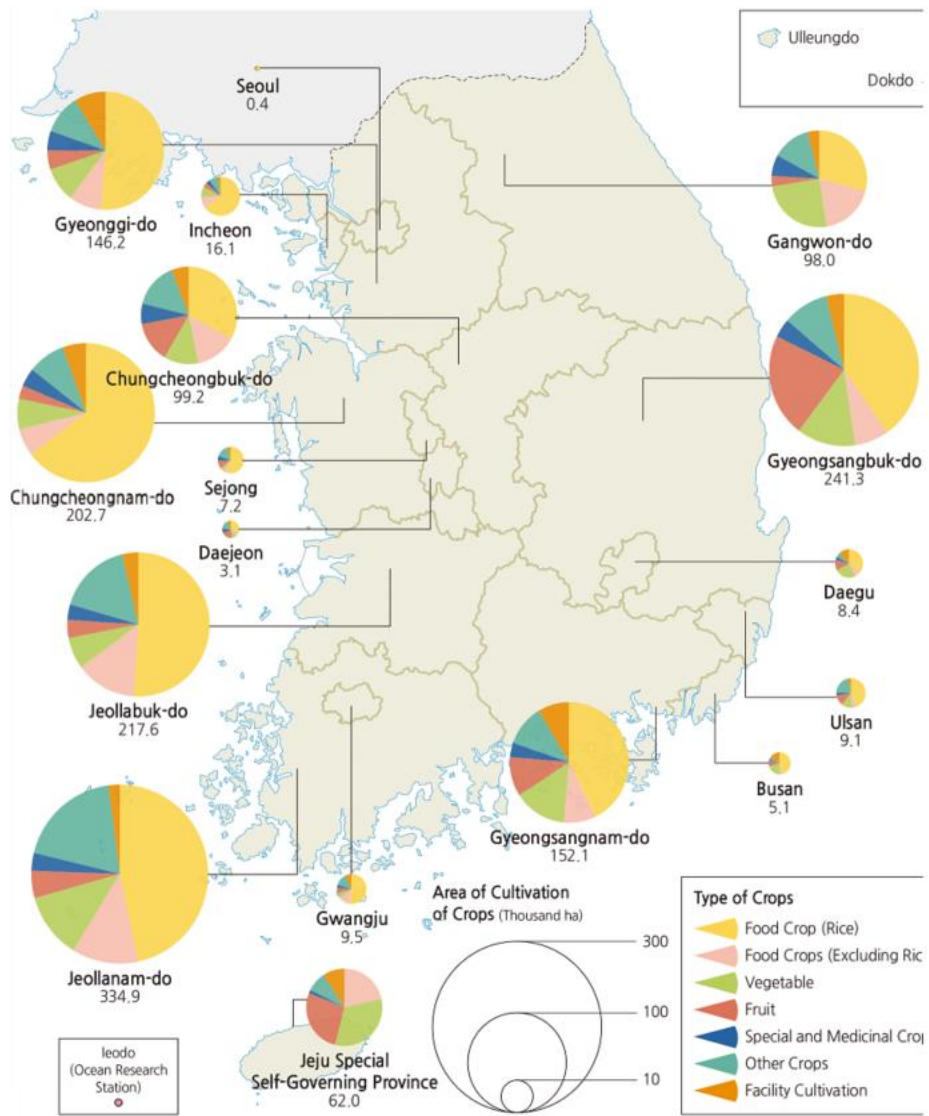 Ulleungdo
Dokdo
Seoul
0.4
Gyeonggi-do
146.2
Incheon
16.1
Gangwon-do
98.0
Chungcheongbuk-do
99.2
Chungcheongnam-do
202.7
Gyeongsangbuk-do
241.3
Sejong
7.2
Daejeon
3.1
Daegu
8.4
Jeollabuk-do
217.6
Ulsan
9.1
Busan
5.1
Gyeongsangnam-do
152.1
Jeollanam-do
334.9
Gwangju
9.5
Area of Cultivation
of Crops (Thousand ha)
300
100
10
Type of Crops
Food Crop (Rice)
Food Crops (Excluding Ric
Vegetable
Fruit
Special and Medicinal Crop
Other Crops
Facility Cultivation
Jeju Special
Self-Governing Province
62.0
Ieodo
(Ocean Research
Station)